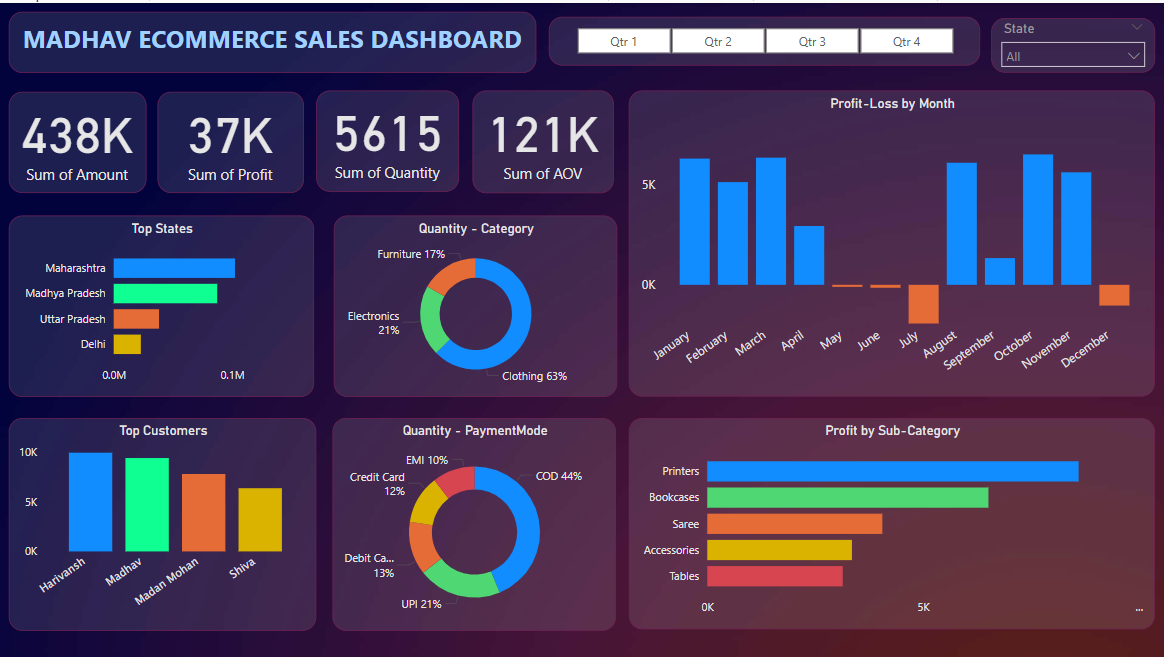 MADHAV ECOMMERCE SALES DASHBOARD
Qtr 1
Qtr 2
Qtr 3
Qtr 4
State
All
438K
Sum of Amount
37K
Sum of Profit
5615
Sum of Quantity
121K
Sum of AOV
Profit-Loss by Month
5K
0K
January
February
March
April
May
June
July
August
September
October
November
December
Top States
Maharashtra
Madhya Pradesh
Uttar Pradesh
Delhi
0.0M
0.1M
Quantity - Category
Furniture 17%
Electronics
21%
Clothing 63%
Top Customers
10K
5K
0K
Harivansh
Madhav
Madan Mohan
Shiva
Quantity - PaymentMode
EMI 10%
Credit Card
12%
COD 44%
Debit Ca...
13%
UPI 21%
Profit by Sub-Category
Printers
Bookcases
Saree
Accessories
Tables
0K
5K
...